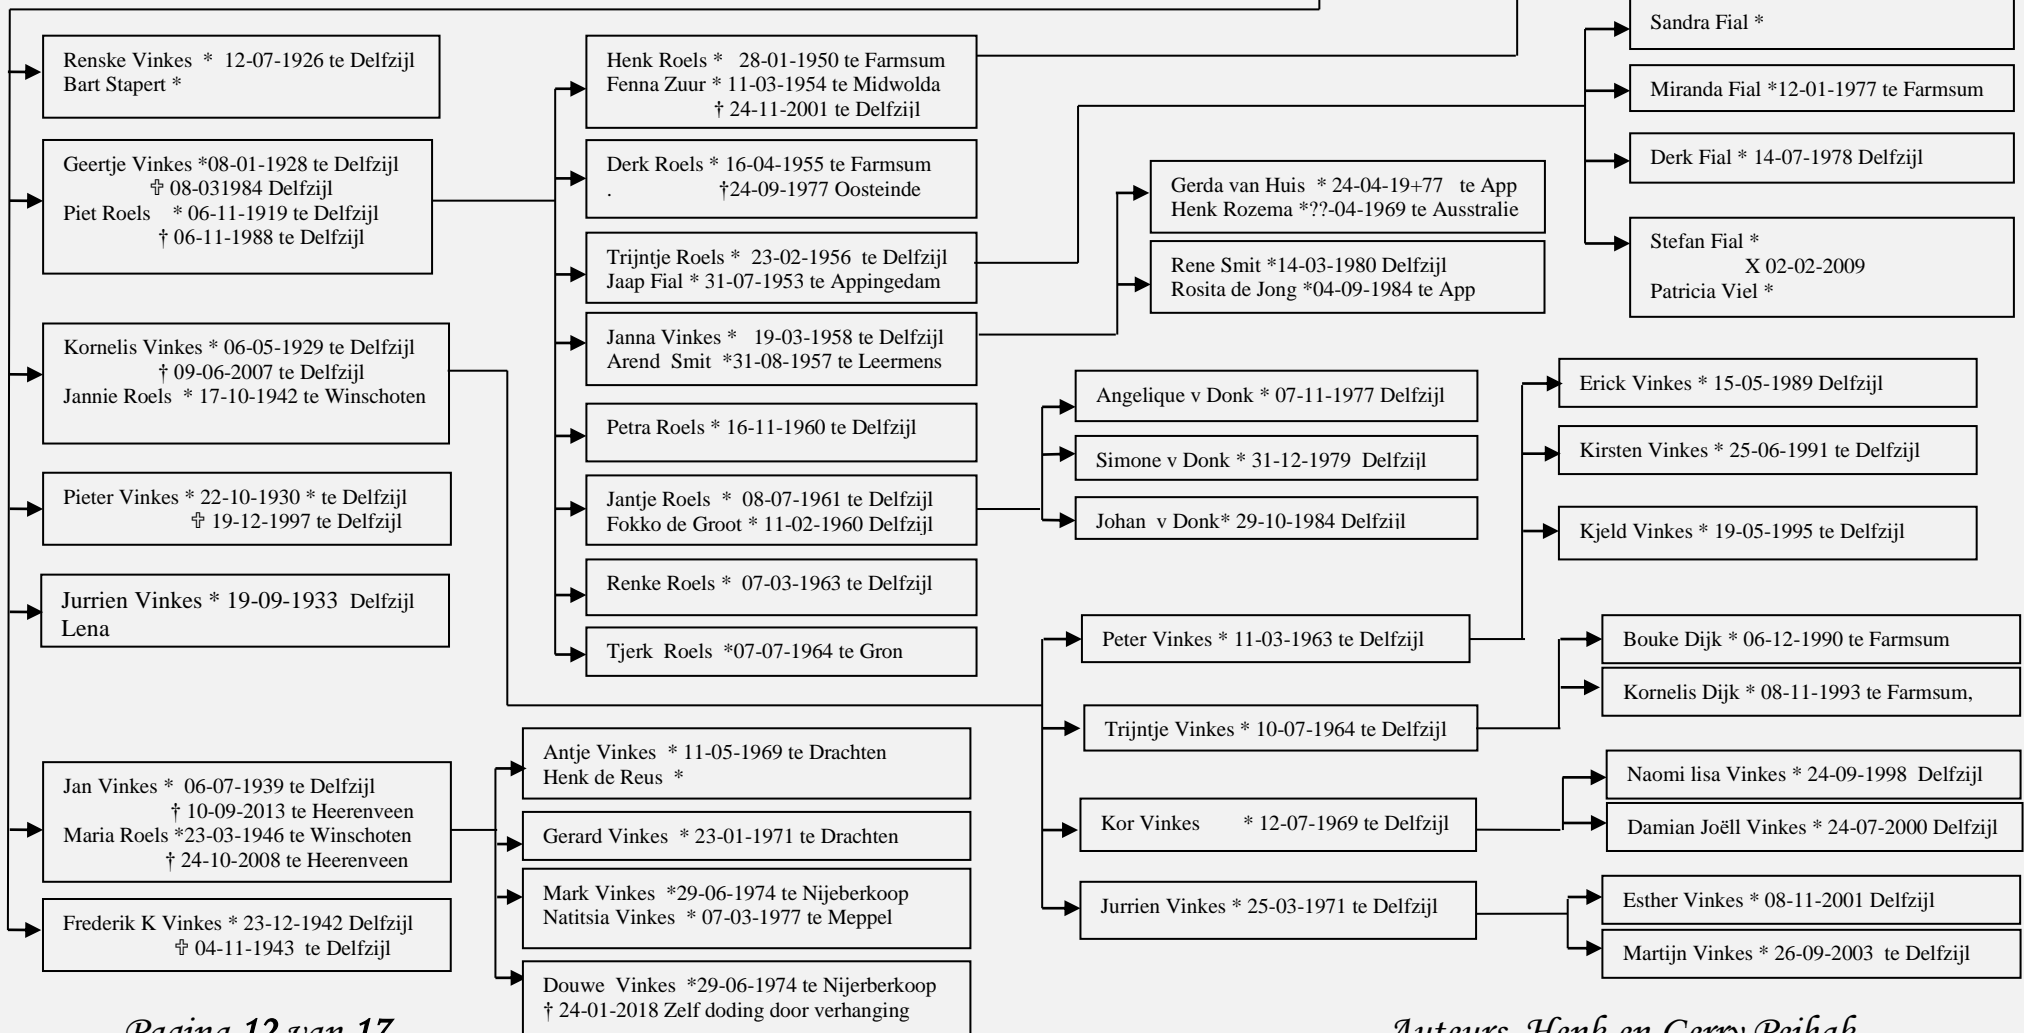 Renske Vinkes * 12-07-1926 te Delfzijl
Bart Stapert *
Geertje Vinkes *08-01-1928 te Delfzijl
✞ 08-031984 Delfzijl
Piet Roels * 06-11-1919 te Delfzijl
† 06-11-1988 te Delfzijl
Kornelis Vinkes * 06-05-1929 te Delfzijl
† 09-06-2007 te Delfzijl
Jannie Roels * 17-10-1942 te Winschoten
Pieter Vinkes * 22-10-1930 * te Delfzijl
✞ 19-12-1997 te Delfzijl
Jurrien Vinkes * 19-09-1933 Delfzijl
Lena
Jan Vinkes * 06-07-1939 te Delfzijl
† 10-09-2013 te Heerenveen
Maria Roels *23-03-1946 te Winschoten
† 24-10-2008 te Heerenveen
Frederik K Vinkes * 23-12-1942 Delfzijl
✞ 04-11-1943 te Delfzijl
Henk Roels * 28-01-1950 te Farmsum
Fenna Zuur * 11-03-1954 te Midwolda
† 24-11-2001 te Delfzijl
Derk Roels * 16-04-1955 te Farmsum
. †24-09-1977 Oosteinde
Trijntje Roels * 23-02-1956 te Delfzijl
Jaap Fial * 31-07-1953 te Appingedam
Janna Vinkes * 19-03-1958 te Delfzijl
Arend Smit *31-08-1957 te Leermens
Petra Roels * 16-11-1960 te Delfzijl
Jantje Roels * 08-07-1961 te Delfzijl
Fokko de Groot * 11-02-1960 Delfzijl
Renke Roels * 07-03-1963 te Delfzijl
Tjerk Roels *07-07-1964 te Gron
Antje Vinkes * 11-05-1969 te Drachten
Henk de Reus *
Gerard Vinkes * 23-01-1971 te Drachten
Mark Vinkes *29-06-1974 te Nijeberkoop
Natitsia Vinkes * 07-03-1977 te Meppel
Douwe Vinkes *29-06-1974 te Nijerberkoop
† 24-01-2018 Zelf doding door verhanging
Gerda van Huis * 24-04-19+77 te App
Henk Rozema *??-04-1969 te Ausstralie
Rene Smit *14-03-1980 Delfzijl
Rosita de Jong *04-09-1984 te App
Angelique v Donk * 07-11-1977 Delfzijl
Simone v Donk * 31-12-1979 Delfzijl
Johan v Donk* 29-10-1984 Delfzijl
Peter Vinkes * 11-03-1963 te Delfzijl
Trijntje Vinkes * 10-07-1964 te Delfzijl
Kor Vinkes * 12-07-1969 te Delfzijl
Jurrien Vinkes * 25-03-1971 te Delfzijl
Sandra Fial *
Miranda Fial *12-01-1977 te Farmsum
Derk Fial * 14-07-1978 Delfzijl
Stefan Fial *
X 02-02-2009
Patricia Viel *
Erick Vinkes * 15-05-1989 Delfzijl
Kirsten Vinkes * 25-06-1991 te Delfzijl
Kjeld Vinkes * 19-05-1995 te Delfzijl
Bouke Dijk * 06-12-1990 te Farmsum
Kornelis Dijk * 08-11-1993 te Farmsum,
Naomi lisa Vinkes * 24-09-1998 Delfzijl
Damian Joëll Vinkes * 24-07-2000 Delfzijl
Esther Vinkes * 08-11-2001 Delfzijl
Martijn Vinkes * 26-09-2003 te Delfzijl
Pagina 12 van 17
Auteurs Henk en Gerry Peihak